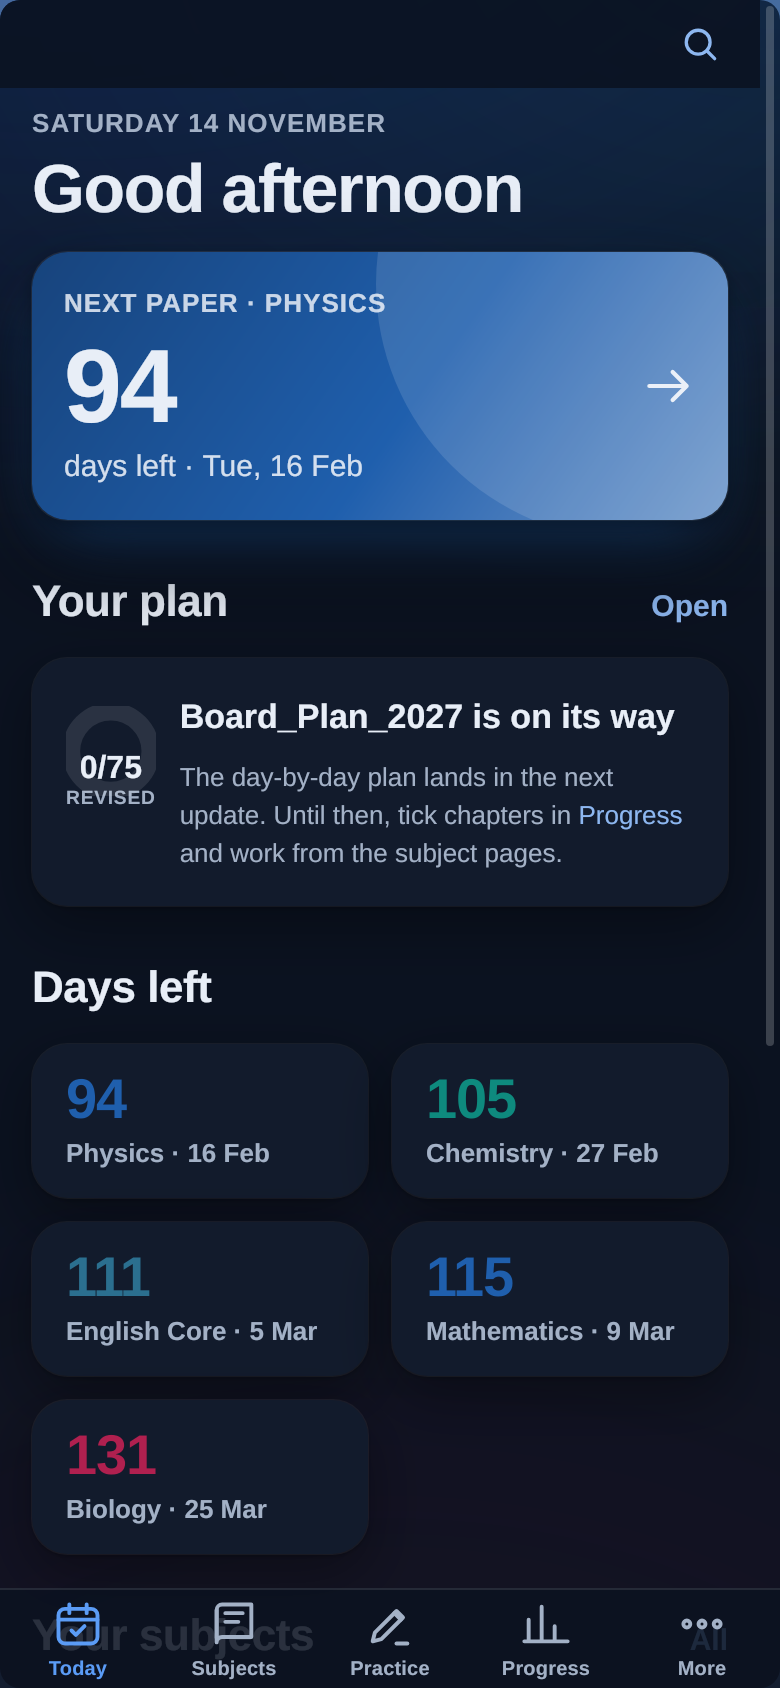 SATURDAY 14 NOVEMBER
Good afternoon
NEXT PAPER · PHYSICS
94
days left · Tue, 16 Feb
Your plan
Open
0/75
REVISED
Board_Plan_2027 is on its way
The day-by-day plan lands in the next
update. Until then, tick chapters in Progress
and work from the subject pages.
Days left
94
Physics · 16 Feb
105
Chemistry · 27 Feb
111
English Core · 5 Mar
115
Mathematics · 9 Mar
131
Biology · 25 Mar
Your subjects
All
Today
Subjects
Practice
Progress
More